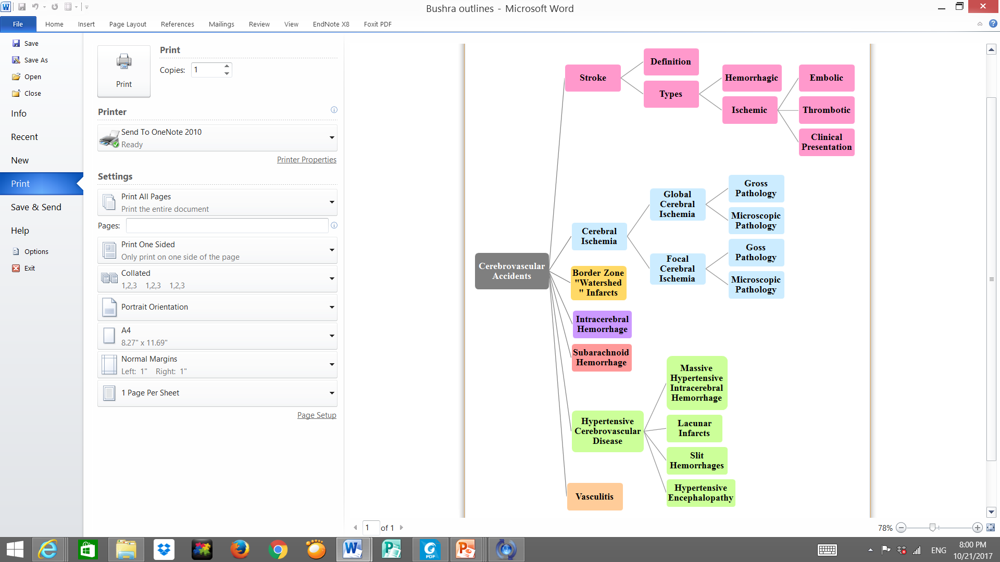 Bushra outlines - Microsoft Word
File Home Insert Page Layout References Mailings Review View EndNote X8 Foxit PDF
Save
Save As
Open
Close
Info
Recent
New
Print
Save & Send
Help
Options
Exit
Print
Print
Copies: 1
Printer
Send To OneNote 2010
Ready
Printer Properties
Settings
Print All Pages
Print the entire document
Pages:
Print One Sided
Only print on one side of the page
Collated
1,2,3 1,2,3 1,2,3
Portrait Orientation
A4
8.27" x 11.69"
Normal Margins
Left: 1" Right: 1"
1 Page Per Sheet
Page Setup
Cerebrovascular
Accidents
Stroke
Definition
Types
Hemorrhagic
Ischemic
Embolic
Thrombotic
Clinical
Presentation
Cerebral
Ischemia
Global
Cerebral
Ischemia
Gross
Pathology
Microscopic
Pathology
Focal
Cerebral
Ischemia
Goss
Pathology
Microscopic
Pathology
Border Zone
"Watershed
" Infarcts
Intracerebral
Hemorrhage
Subarachnoid
Hemorrhage
Hypertensive
Cerebrovascular
Disease
Massive
Hypertensive
Intracerebral
Hemorrhage
Lacunar
Infarcts
Slit
Hemorrhages
Hypertensive
Encephalopathy
Vasculitis
1 of 1
78%
PDF
ENG
8:00 PM
10/21/2017